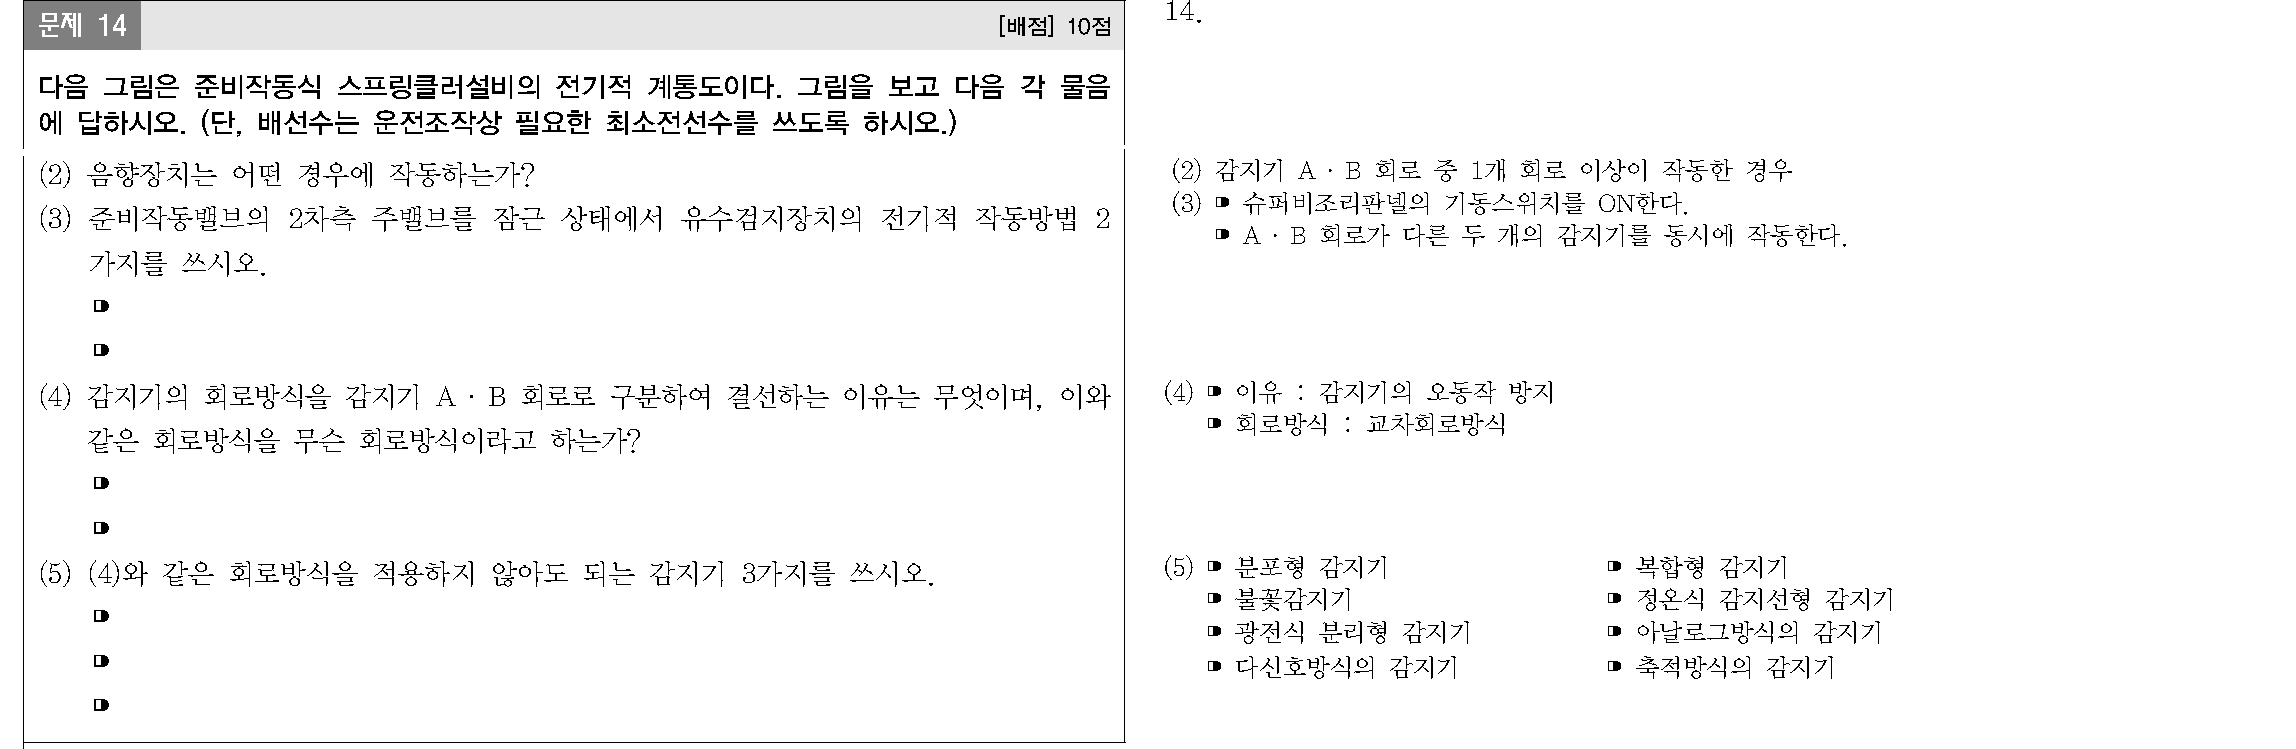 문제 14 [배점] 10점
다음 그림은 준비작동식 스프링클러설비의 전기적 계통도이다. 그림을 보고 다음 각 물음
에 답하시오. (단, 배선수는 운전조작상 필요한 최소전선수를 쓰도록 하시오.)
(2) 음향장치는 어떤 경우에 작동하는가?
(3) 준비작동밸브의 2차측 주밸브를 잠근 상태에서 유수검지장치의 전기적 작동방법 2
가지를 쓰시오.
(4) 감지기의 회로방식을 감지기 A · B 회로로 구분하여 결선하는 이유는 무엇이며, 이와
같은 회로방식을 무슨 회로방식이라고 하는가?
(5) (4)와 같은 회로방식을 적용하지 않아도 되는 감지기 3가지를 쓰시오.
14.
(2) 감지기 A · B 회로 중 1개 회로 이상이 작동한 경우
(3) 슈퍼비조리판넬의 기동스위치를 ON한다.
A · B 회로가 다른 두 개의 감지기를 동시에 작동한다.
(4) 이유 : 감지기의 오동작 방지
회로방식 : 교차회로방식
(5) 분포형 감지기 복합형 감지기
불꽃감지기 정온식 감지선형 감지기
광전식 분리형 감지기 아날로그방식의 감지기
다신호방식의 감지기 축적방식의 감지기